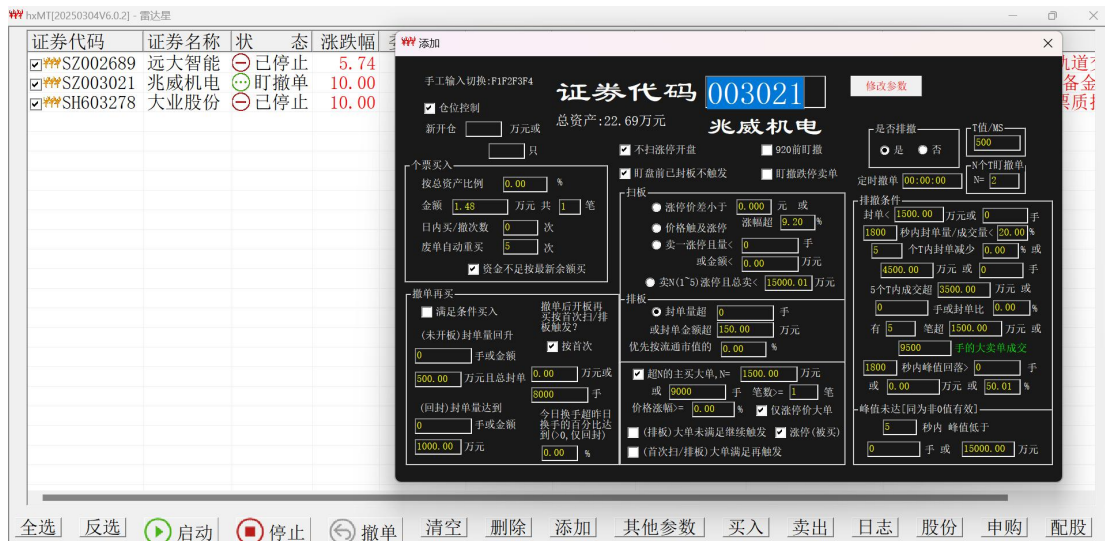 hxMT[20250304V6.0.2] - 雷达星
证券代码 证券名称 状 态 涨跌幅
SZ002689 远大智能 已停止 5.74
SZ003021 兆威机电 盯撤单 10.00
SH603278 大业股份 已停止 10.00
添加
手工输入切换:F1F2F3F4
仓位控制
新开仓 万元或
只
证券代码 003021
修改参数
总资产:22.69万元 兆威机电
不扫涨停开盘 920前盯撤
盯盘前已封板不触发 盯撤跌停卖单
是否排撤
是 否
T值/MS
500
定时撤单 00:00:00
N个T盯撤单
N= 2
个票买入
按总资产比例 0.00 %
金额 1.48 万元 共 1 笔
日内买/撤次数 0 次
废单自动重买 5 次
资金不足按最新余额买
撤单再买
满足条件买入
(未开板)封单量回升
0 手或金额
500.00 万元且总封单
(回封)封单量达到
0 手或金额
1000.00 万元
撤单后开板再
买按首次扫/排
板触发?
按首次
0.00 万元或
8000 手
今日换手超昨日
换手的百分比达
到(>0,仅回封)
0.00 %
扫板
涨停价差小于 0.000 元 或
价格触及涨停 涨幅超 9.20 %
卖一涨停且量< 0 手
或金额< 0.00 万元
卖N(1~5)涨停且总卖< 15000.01 万元
排板
封单量超 0 手
或封单金额超 150.00 万元
优先按流通市值的 0.00 %
超N的主买大单,N= 1500.00 万元
或 9000 手 笔数>= 1 笔
价格涨幅>= 0.00 % 仅涨停价大单
(排板)大单未满足继续触发 涨停(被买)
(首次扫/排板)大单满足再触发
排撤条件
封单< 1500.00 万元或 0 手
1800 秒内封单量/成交量< 20.00 %
5 个T内封单减少 0.00 % 或
4500.00 万元 或 0 手
5个T内成交超 3500.00 万元 或
0 手或封单比 0.00 %
有 5 笔超 1500.00 万元 或
9500 手的大卖单成交
1800 秒内峰值回落> 0 手
或 0.00 万元 或 50.01 %
峰值未达[同为非0值有效]
5 秒内 峰值低于
0 手 或 15000.00 万元
全选 反选 启动 停止 撤单 清空 删除 添加 其他参数 买入 卖出 日志 股份 申购 配股